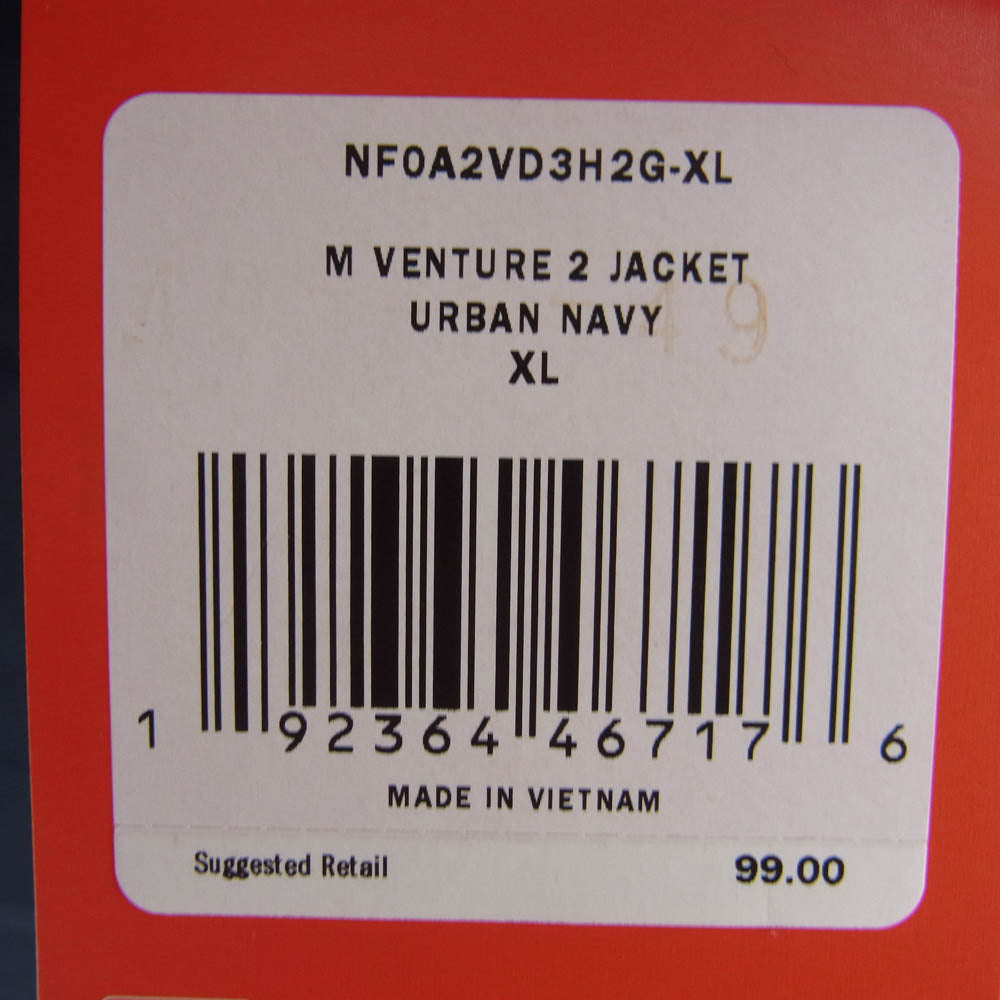 NF0A2VD3H2G-XL
M VENTURE 2 JACKET
URBAN NAVY
XL
1 92364 46717 6
MADE IN VIETNAM
Suggested Retail 99.00